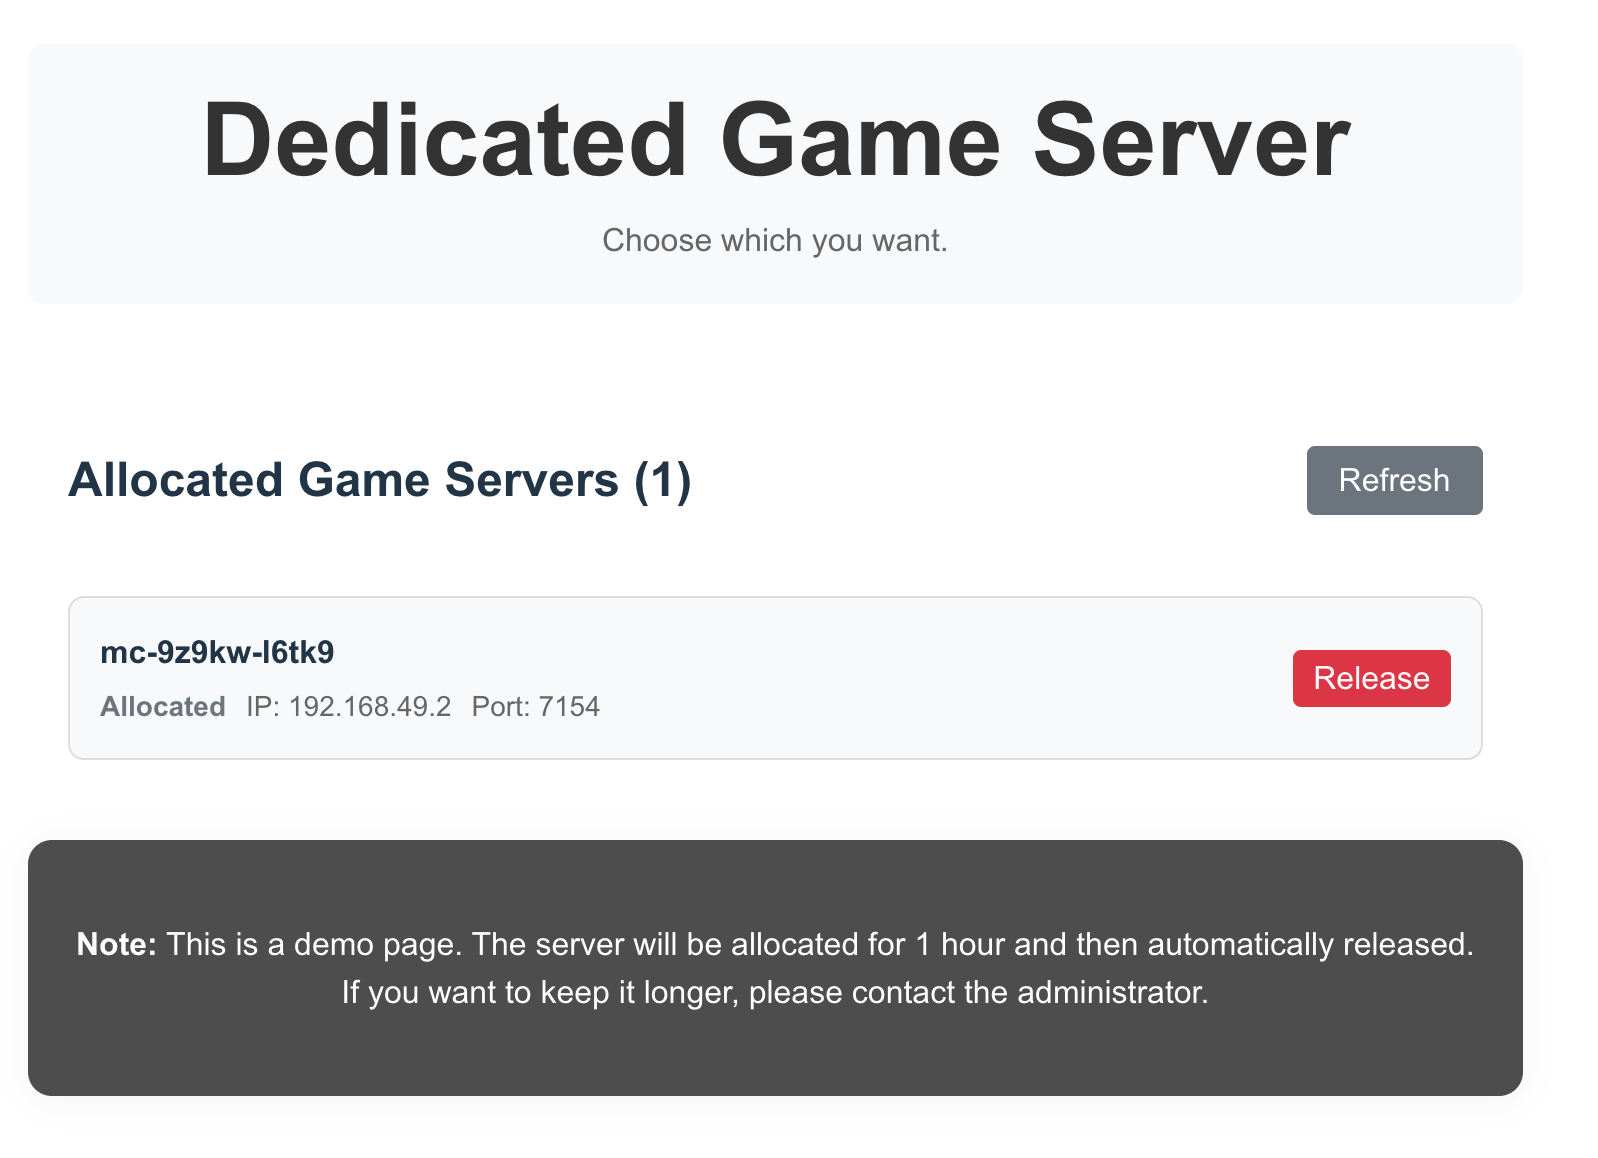 Dedicated Game Server
Choose which you want.
Allocated Game Servers (1)
Refresh
mc-9z9kw-l6tk9
Allocated IP: 192.168.49.2 Port: 7154
Release
Note: This is a demo page. The server will be allocated for 1 hour and then automatically released.
If you want to keep it longer, please contact the administrator.